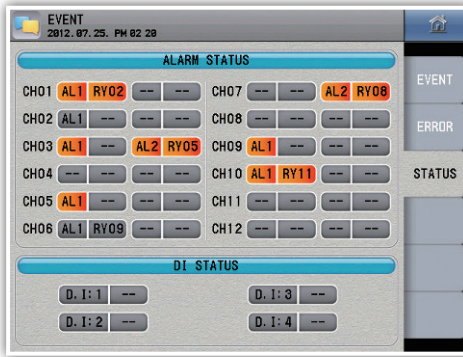 EVENT
2012.07.25. PM 02 20
ALARM STATUS
CH01 AL1 RY02 -- -- CH07 -- -- AL2 RY08
CH02 AL1 -- -- -- CH08 -- -- -- --
CH03 AL1 -- AL2 RY05 CH09 AL1 -- -- --
CH04 -- -- -- -- CH10 AL1 RY11 -- --
CH05 AL1 -- -- -- CH11 -- -- -- --
CH06 AL1 RY09 -- -- CH12 -- -- -- --
DI STATUS
D.I:1 -- D.I:3 --
D.I:2 -- D.I:4 --
EVENT
ERROR
STATUS